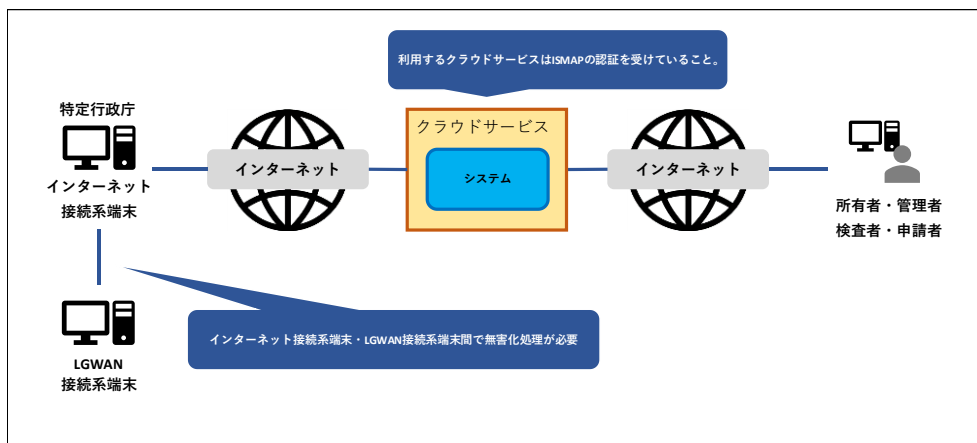 利用するクラウドサービスはISMAPの認証を受けていること。
特定行政庁
インターネット
接続系端末
インターネット
クラウドサービス
システム
インターネット
所有者・管理者
検査者・申請者
インターネット接続系端末・LGWAN接続系端末間で無害化処理が必要
LGWAN
接続系端末